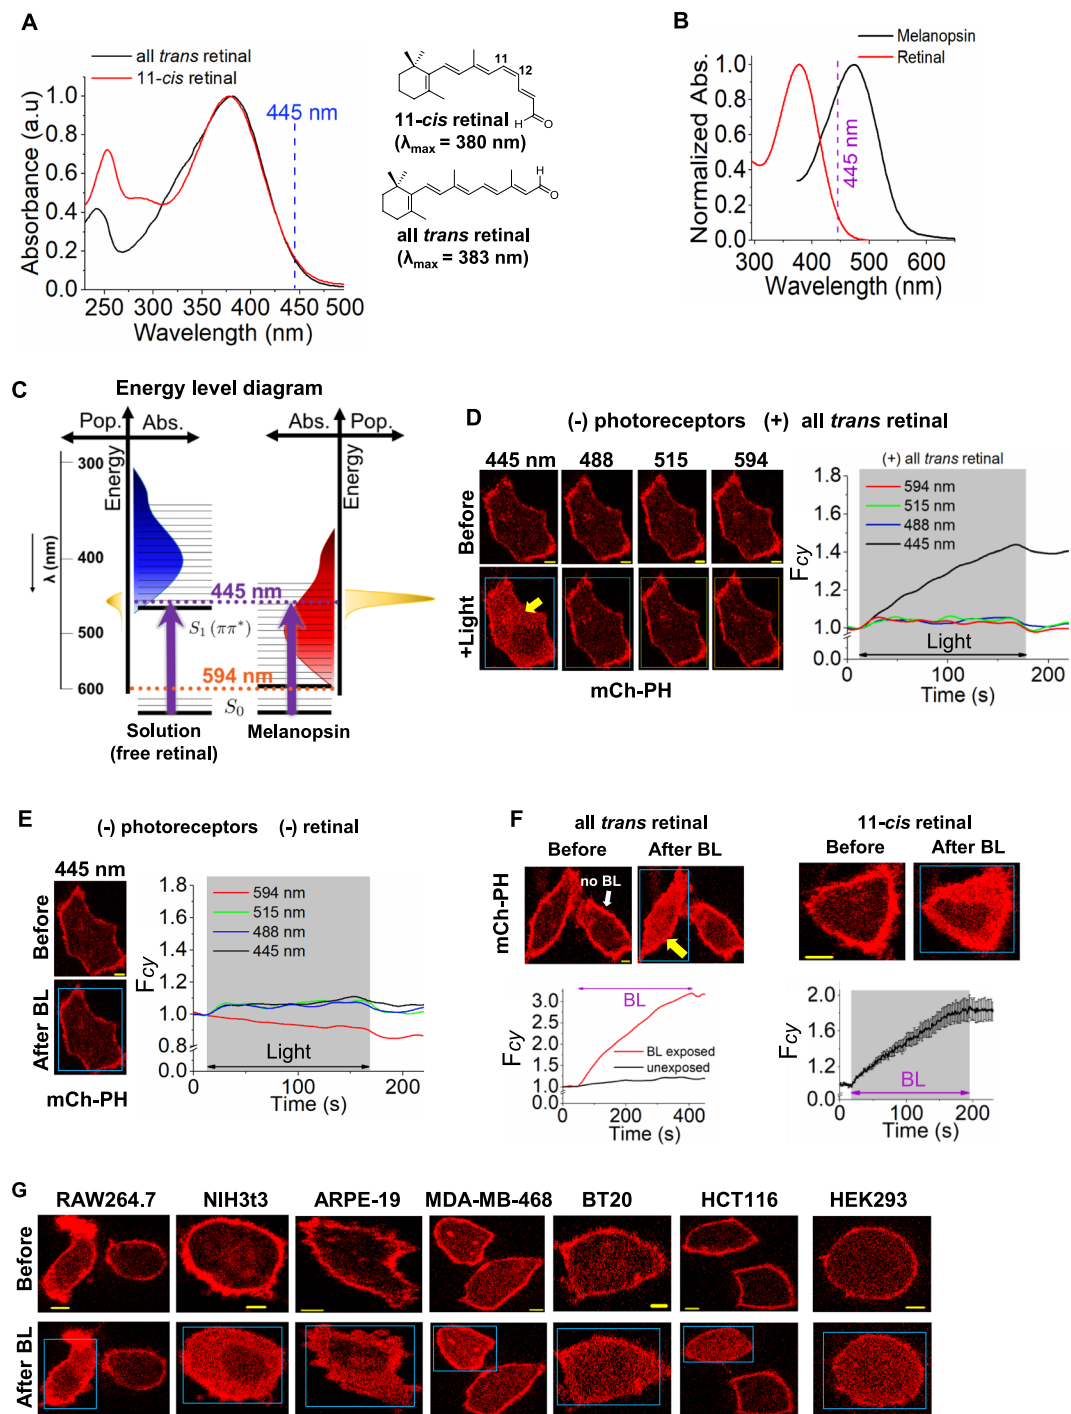 A
all trans retinal
11-cis retinal
445 nm
Absorbance (a.u)
1.0
0.8
0.6
0.4
0.2
0.0
250 300 350 400 450 500
Wavelength (nm)
11
12
H
O
11-cis retinal
(λmax = 380 nm)
O
H
all trans retinal
(λmax = 383 nm)
B
Melanopsin
Retinal
Normalized Abs.
1.0
0.8
0.6
0.4
0.2
0.0
445 nm
300 400 500 600
Wavelength (nm)
C
Energy level diagram
Pop. Abs. Abs. Pop.
Energy
Energy
λ (nm)
300
400
500
600
445 nm
S1 (ππ*)
594 nm
S0
Solution
(free retinal)
Melanopsin
D
(-) photoreceptors (+) all trans retinal
445 nm 488 515 594
Before
+Light
mCh-PH
(+) all trans retinal
594 nm
515 nm
488 nm
445 nm
Fcy
1.8
1.6
1.4
1.2
1.0
0.0
Light
0 100 200
Time (s)
E
(-) photoreceptors (-) retinal
445 nm
Before
After BL
mCh-PH
594 nm
515 nm
488 nm
445 nm
Fcy
1.8
1.6
1.4
1.2
1.0
0.8
0.0
Light
0 100 200
Time (s)
F
all trans retinal
Before After BL
mCh-PH
no BL
BL
Fcy
3.0
2.5
2.0
1.5
1.0
0.0
BL exposed
unexposed
0 200 400
Time (s)
11-cis retinal
Before After BL
Fcy
2.0
1.6
1.2
0.0
BL
0 100 200
Time (s)
G
RAW264.7 NIH3t3 ARPE-19 MDA-MB-468 BT20 HCT116 HEK293
Before
After BL